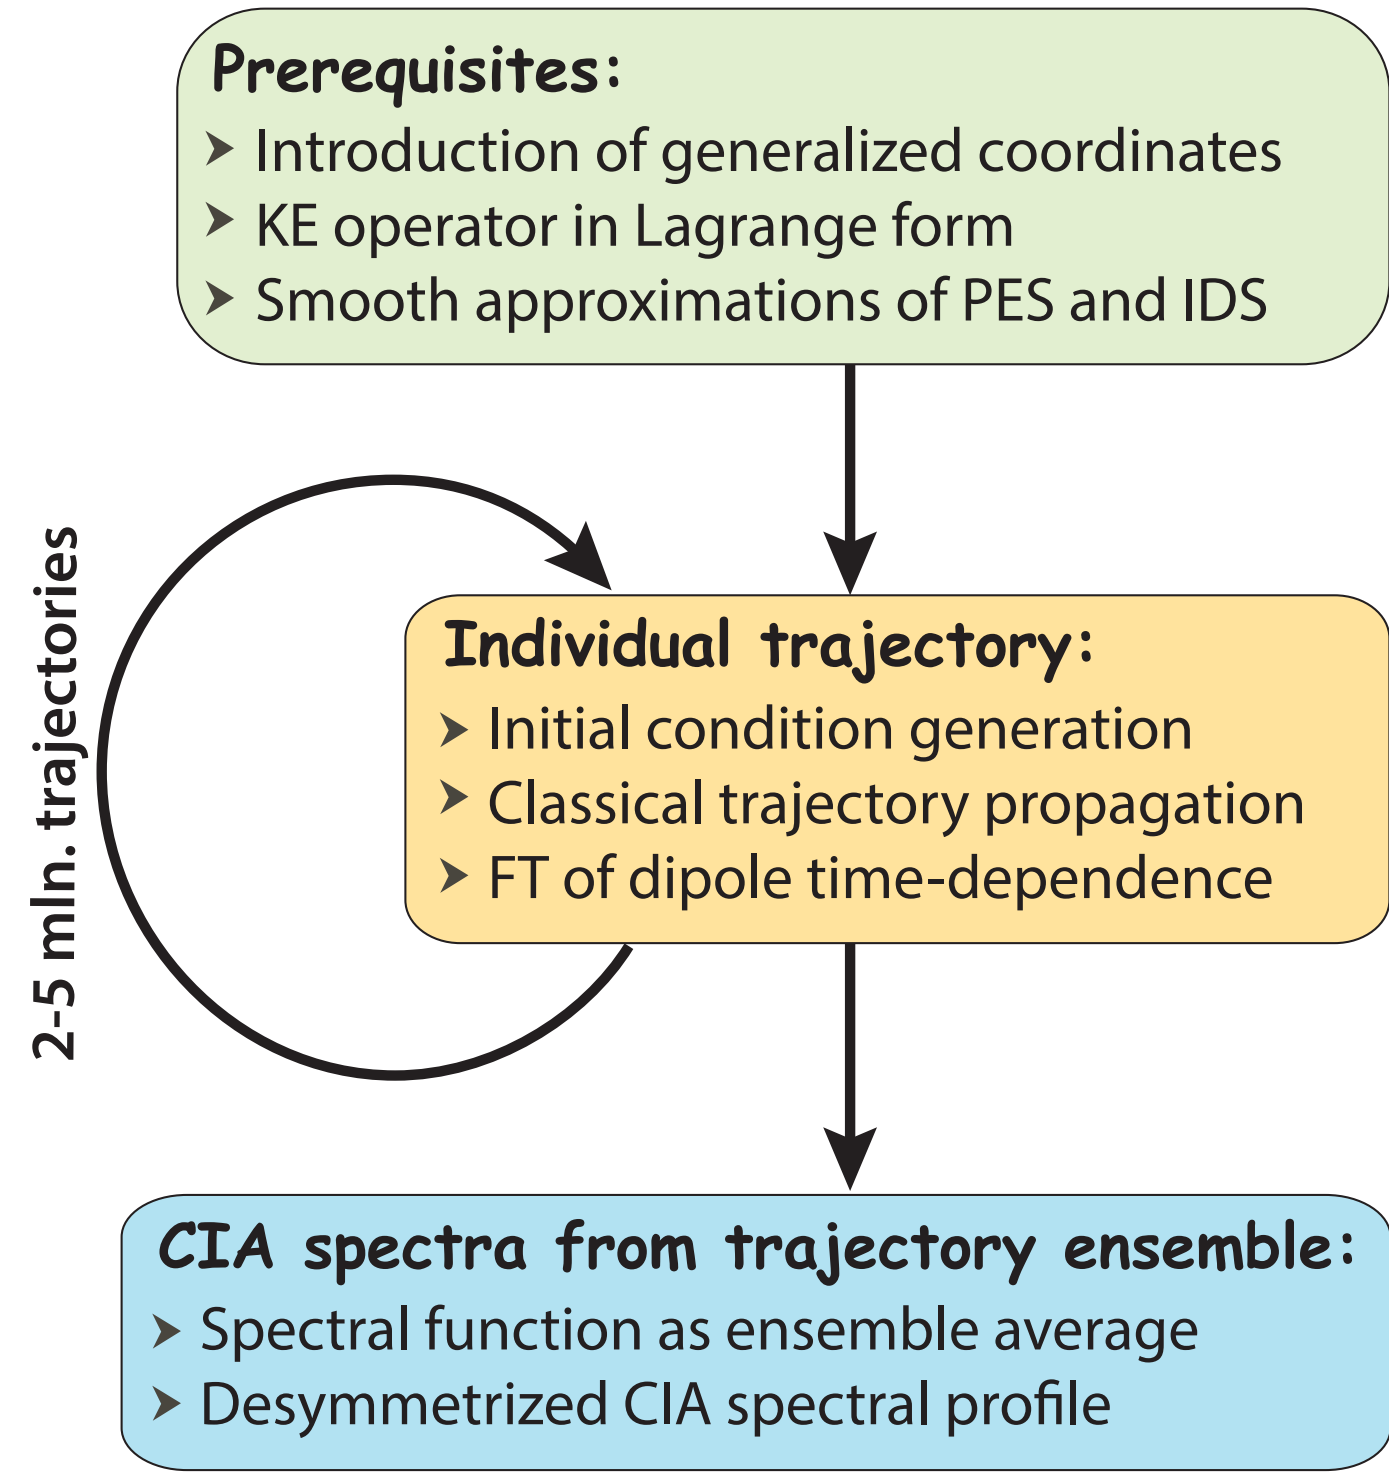 Prerequisites:
➤ Introduction of generalized coordinates
➤ KE operator in Lagrange form
➤ Smooth approximations of PES and IDS
2-5 mln. trajectories
Individual trajectory:
➤ Initial condition generation
➤ Classical trajectory propagation
➤ FT of dipole time-dependence
CIA spectra from trajectory ensemble:
➤ Spectral function as ensemble average
➤ Desymmetrized CIA spectral profile